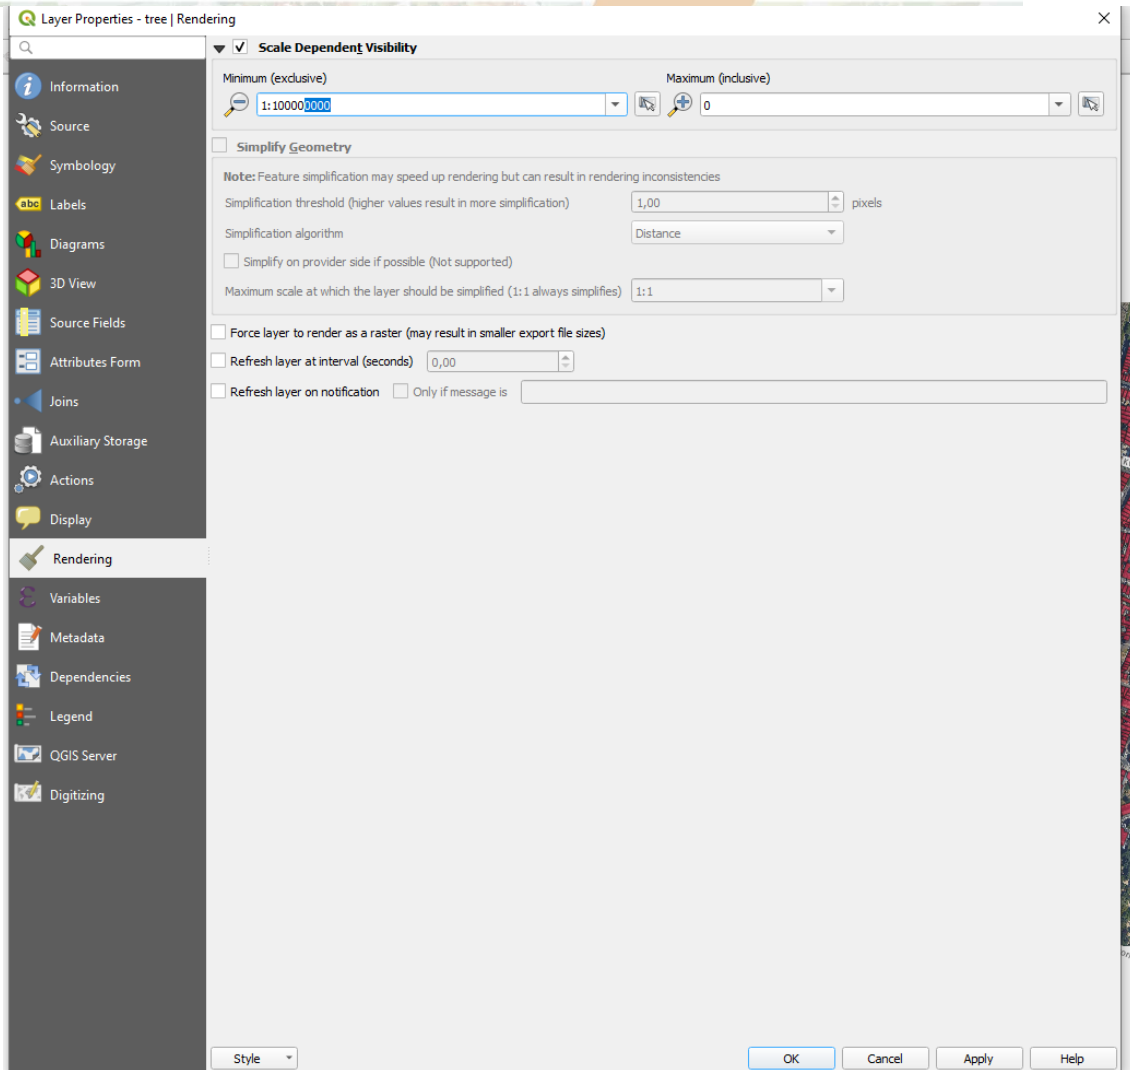 Layer Properties - tree | Rendering
Information
Source
Symbology
abc Labels
Diagrams
3D View
Source Fields
Attributes Form
Joins
Auxiliary Storage
Actions
Display
Rendering
Variables
Metadata
Dependencies
Legend
QGIS Server
Digitizing
Scale Dependent Visibility
Minimum (exclusive) Maximum (inclusive)
1:100000000 0
Simplify Geometry
Note: Feature simplification may speed up rendering but can result in rendering inconsistencies
Simplification threshold (higher values result in more simplification) 1,00 pixels
Simplification algorithm Distance
Simplify on provider side if possible (Not supported)
Maximum scale at which the layer should be simplified (1:1 always simplifies) 1:1
Force layer to render as a raster (may result in smaller export file sizes)
Refresh layer at interval (seconds) 0,00
Refresh layer on notification Only if message is
Style OK Cancel Apply Help